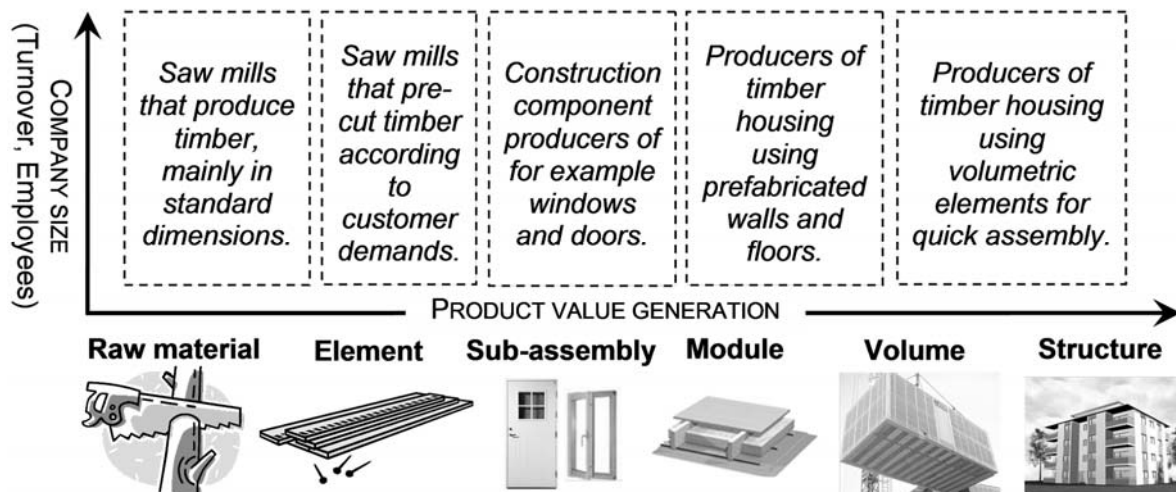 COMPANY SIZE
(Turnover, Employees)
Saw mills
that produce
timber,
mainly in
standard
dimensions.
Saw mills
that pre-
cut timber
according
to
customer
demands.
Construction
component
producers of
for example
windows
and doors.
Producers of
timber
housing
using
prefabricated
walls and
floors.
Producers of
timber housing
using
volumetric
elements for
quick assembly.
PRODUCT VALUE GENERATION
Raw material Element Sub-assembly Module Volume Structure